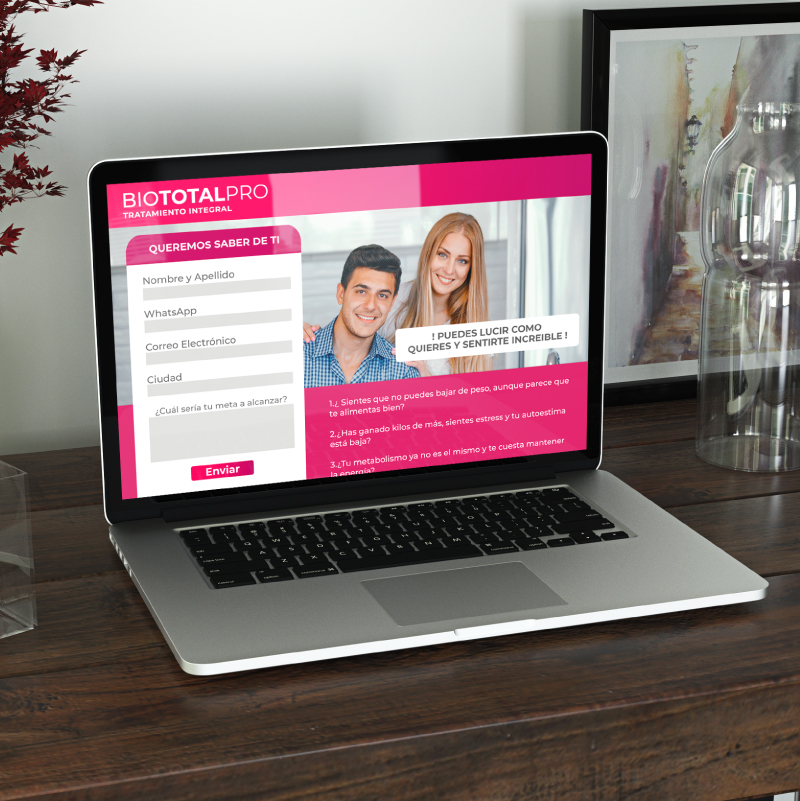 BIOTOTALPRO
TRATAMIENTO INTEGRAL
QUEREMOS SABER DE TI
Nombre y Apellido
WhatsApp
Correo Electrónico
Ciudad
¿Cuál sería tu meta a alcanzar?
Enviar
! PUEDES LUCIR COMO
QUIERES Y SENTIRTE INCREIBLE !
1.¿ Sientes que no puedes bajar de peso, aunque parece que
te alimentas bien?
2.¿Has ganado kilos de más, sientes estress y tu autoestima
está baja?
3.¿Tu metabolismo ya no es el mismo y te cuesta mantener
la energía?